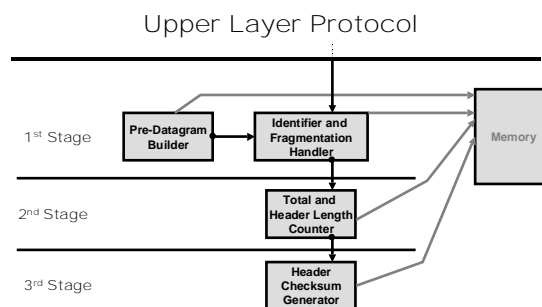 Upper Layer Protocol
1st Stage
Pre-Datagram
Builder
Identifier and
Fragmentation
Handler
Memory
2nd Stage
Total and
Header Length
Counter
3rd Stage
Header
Checksum
Generator